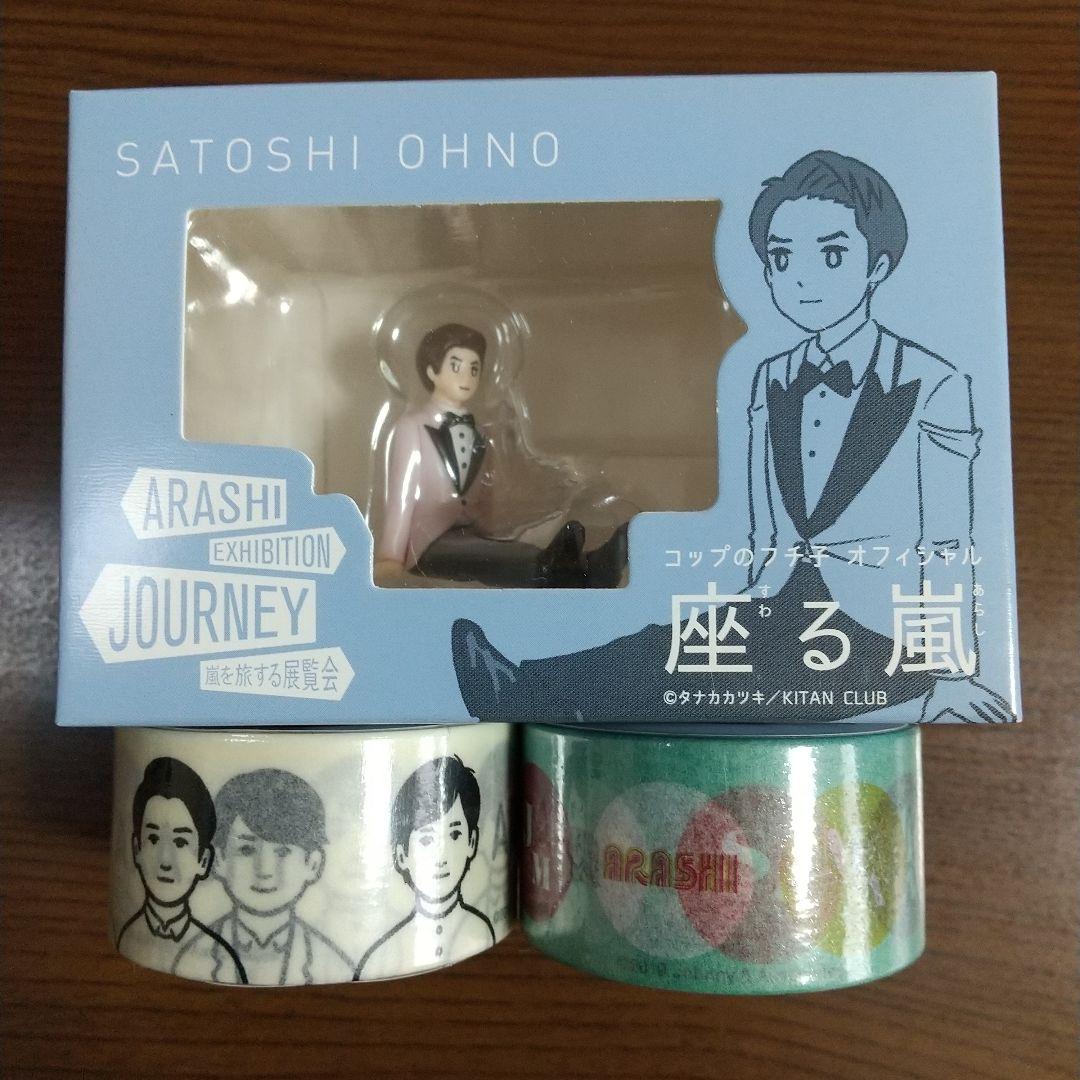 SATOSHI OHNO
ARASHI
EXHIBITION
JOURNEY
嵐を旅する展覧会
コップのフチ子 オフィシャル
すわ あらし
座る嵐
©タナカカツキ/KITAN CLUB
ARASHI